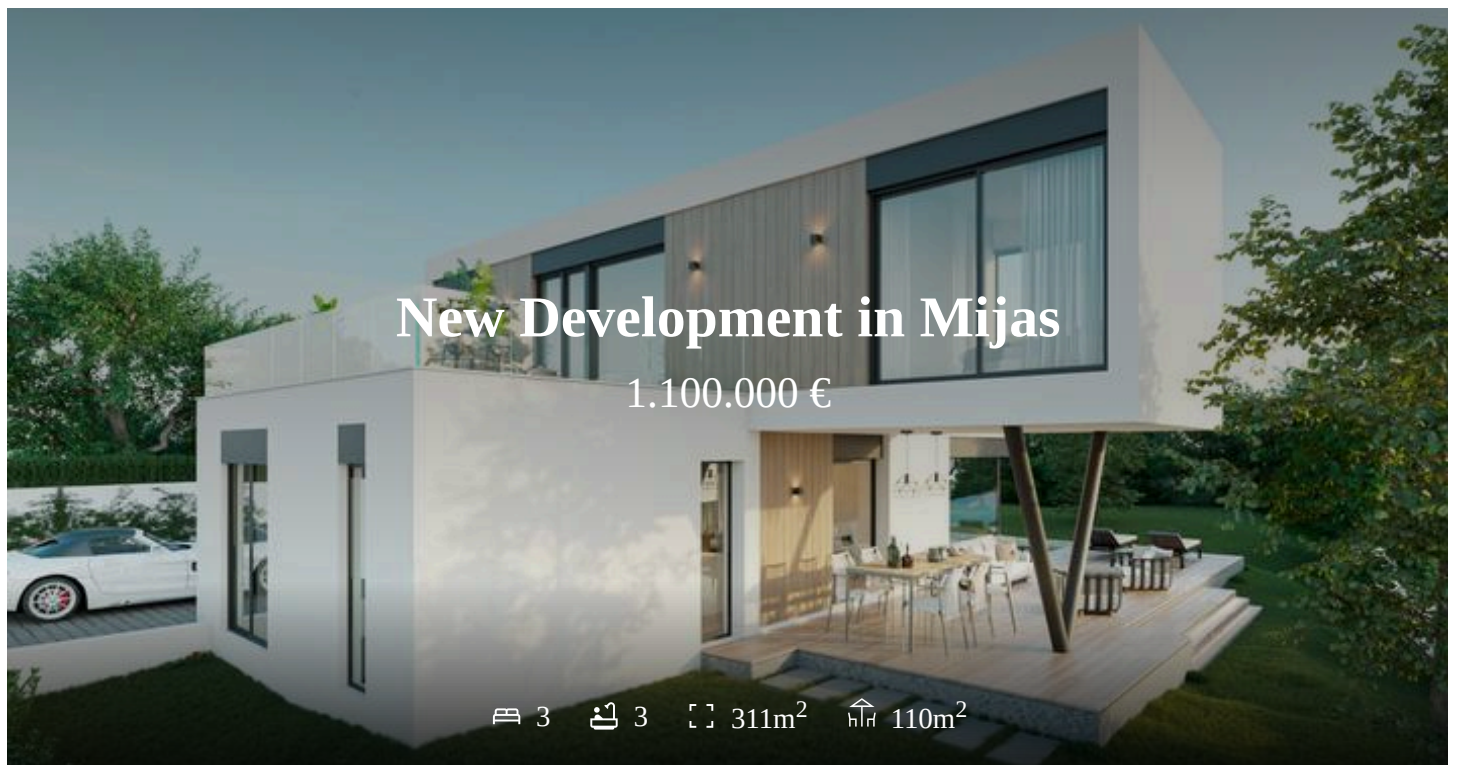 New Development in Mijas
1.100.000 €
3 3 311m² 110m²